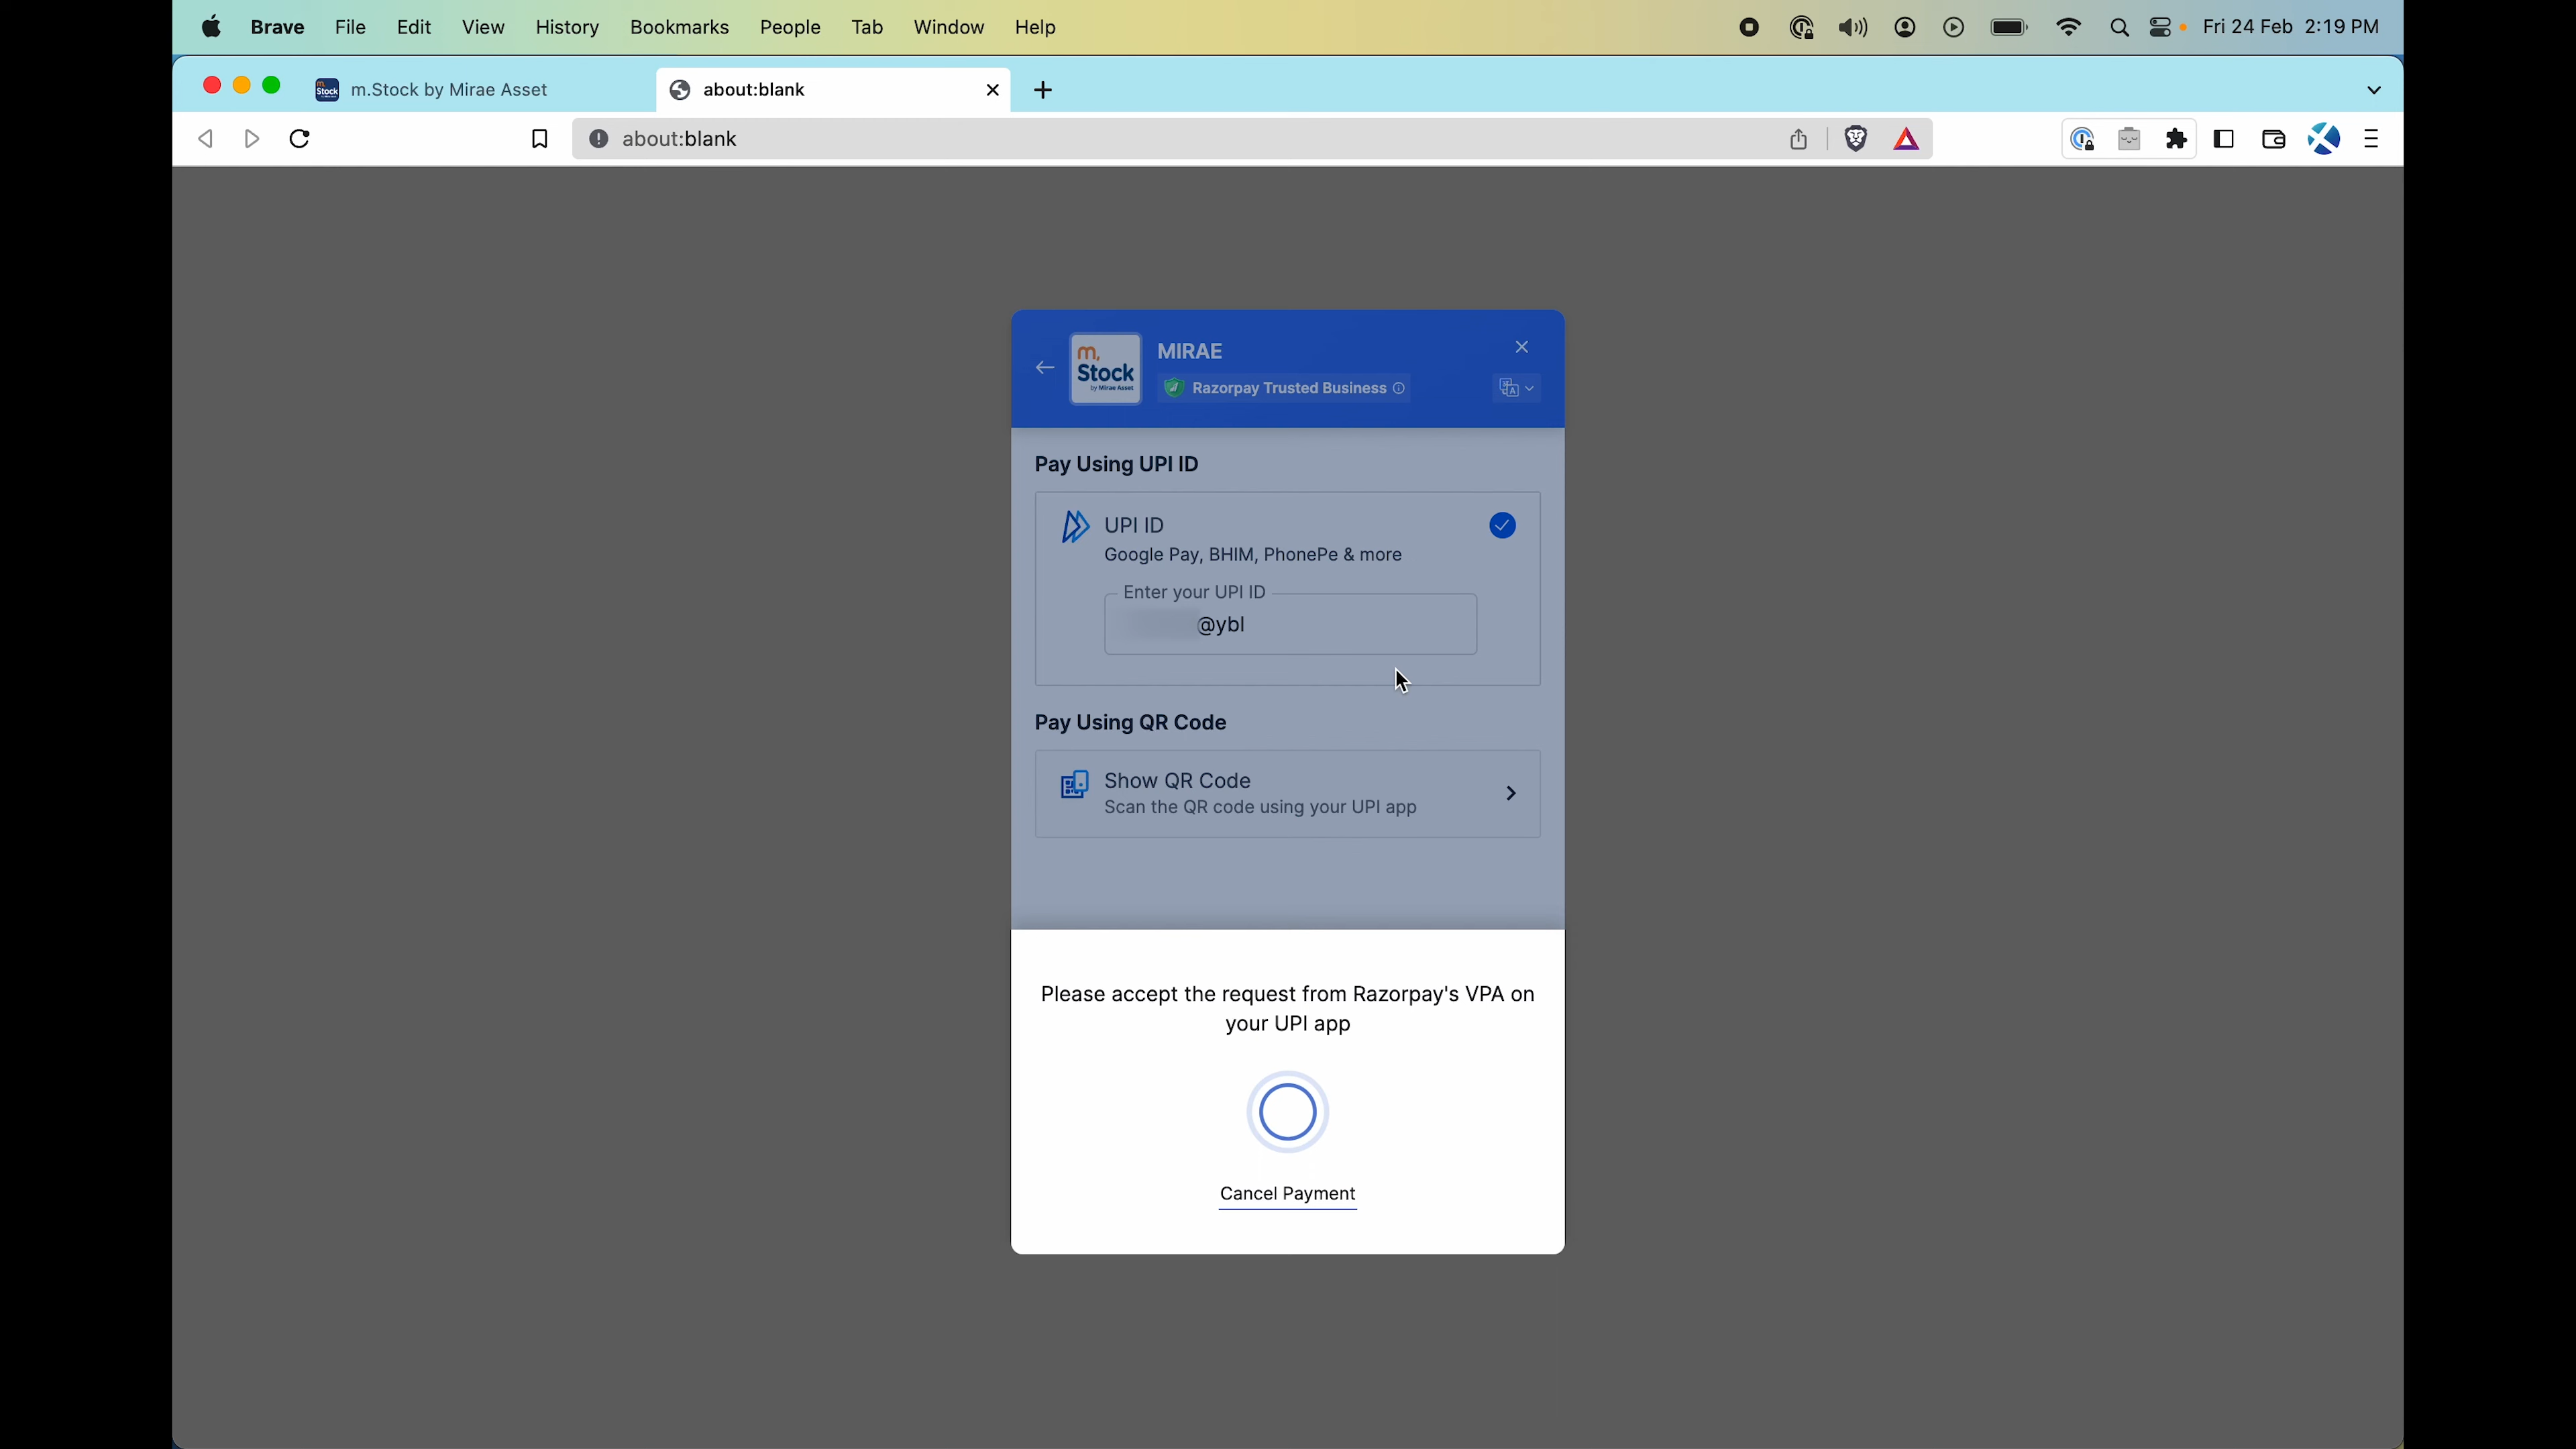 Brave File Edit View History Bookmarks People Tab Window Help Fri 24 Feb 2:19 PM
m.Stock by Mirae Asset about:blank
about:blank
m.
Stock
by Mirae Asset
MIRAE
Razorpay Trusted Business
Pay Using UPI ID
UPI ID
Google Pay, BHIM, PhonePe & more
Enter your UPI ID
@ybl
Pay Using QR Code
Show QR Code
Scan the QR code using your UPI app
Please accept the request from Razorpay's VPA on
your UPI app
Cancel Payment